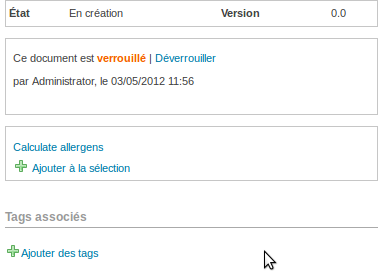 État En création Version 0.0
Ce document est verrouillé | Déverrouiller
par Administrator, le 03/05/2012 11:56
Calculate allergens
Ajouter à la sélection
Tags associés
Ajouter des tags